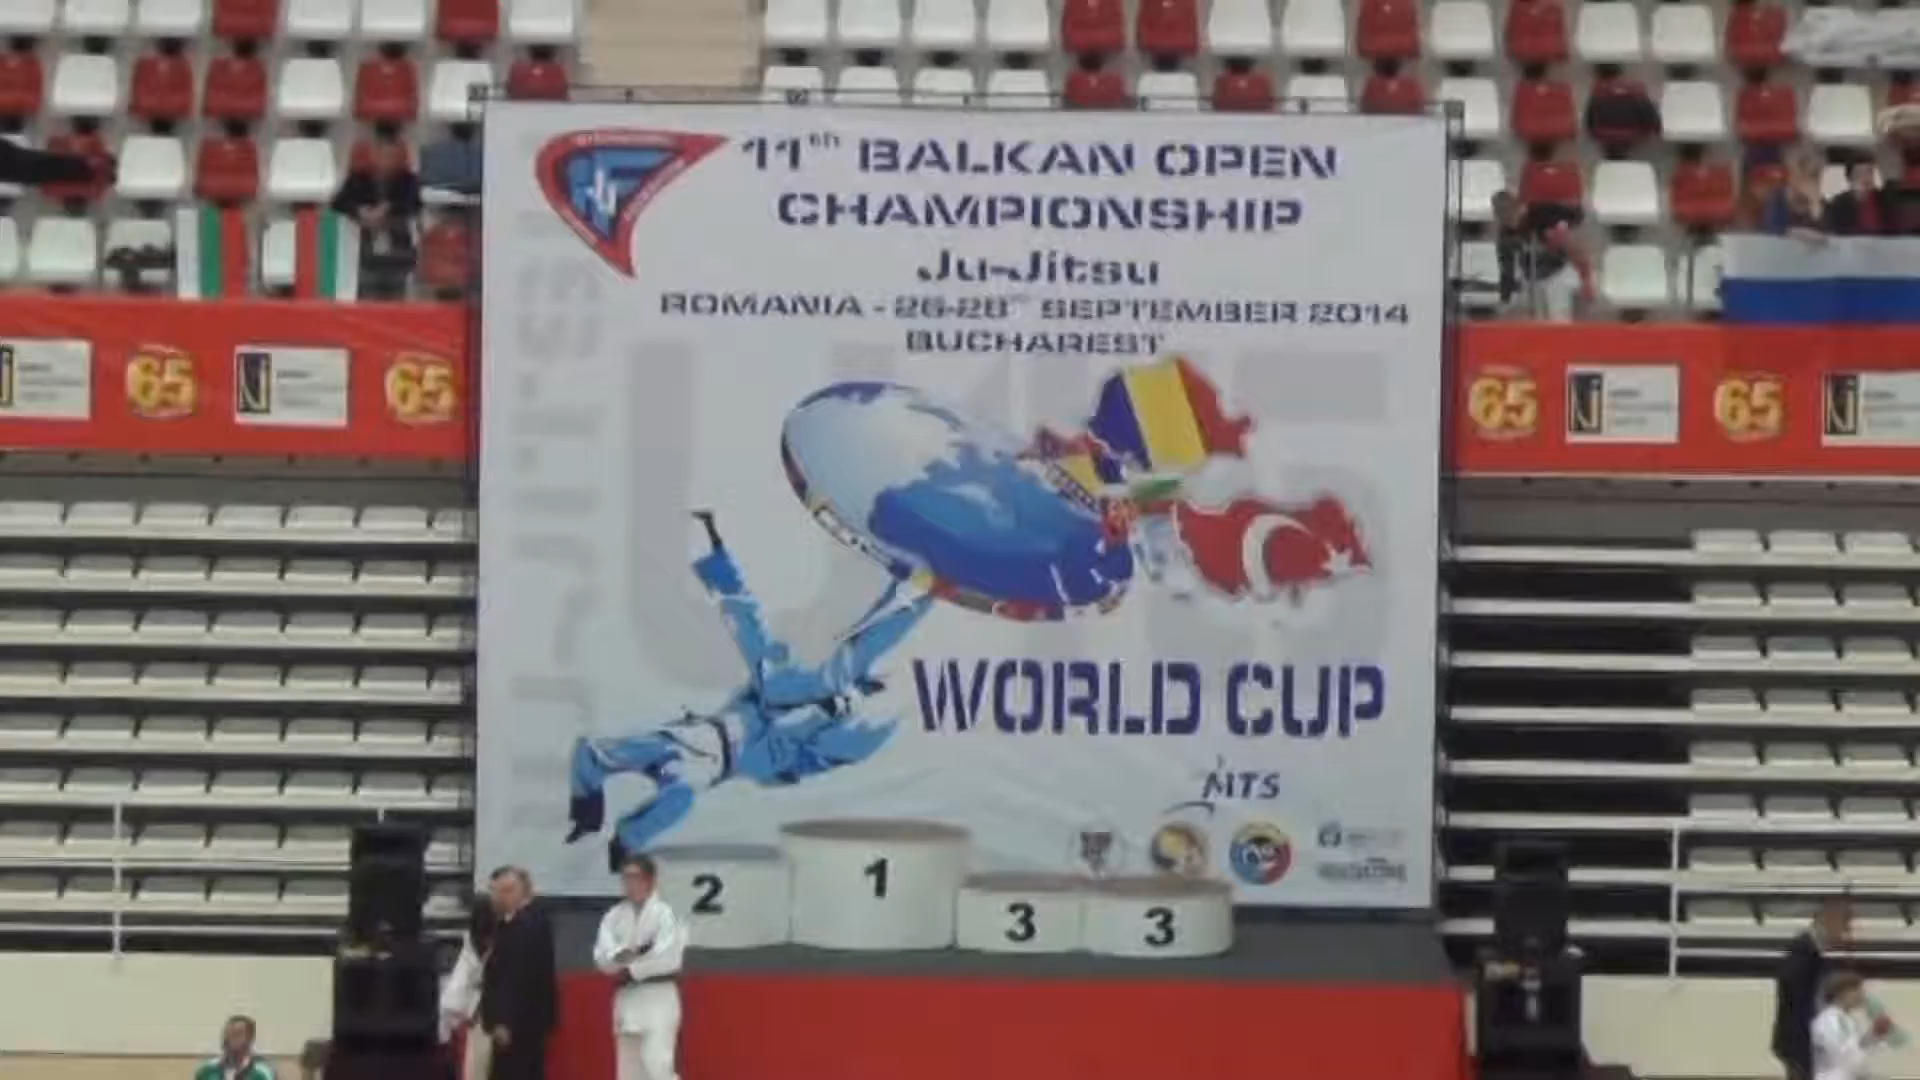 11th BALKAN OPEN
CHAMPIONSHIP
Ju-Jitsu
ROMANIA - 26-28th SEPTEMBER 2014
BUCHAREST
65
65
65
65
WORLD CUP
MTS
2
1
3
3